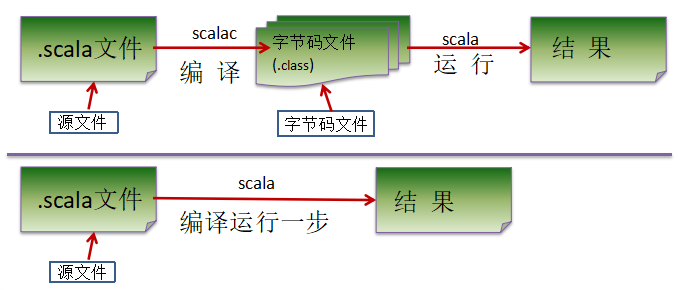 .scala文件
scalac
编 译
字节码文件
(.class)
scala
运 行
结 果
源文件
字节码文件
.scala文件
scala
编译运行一步
结 果
源文件